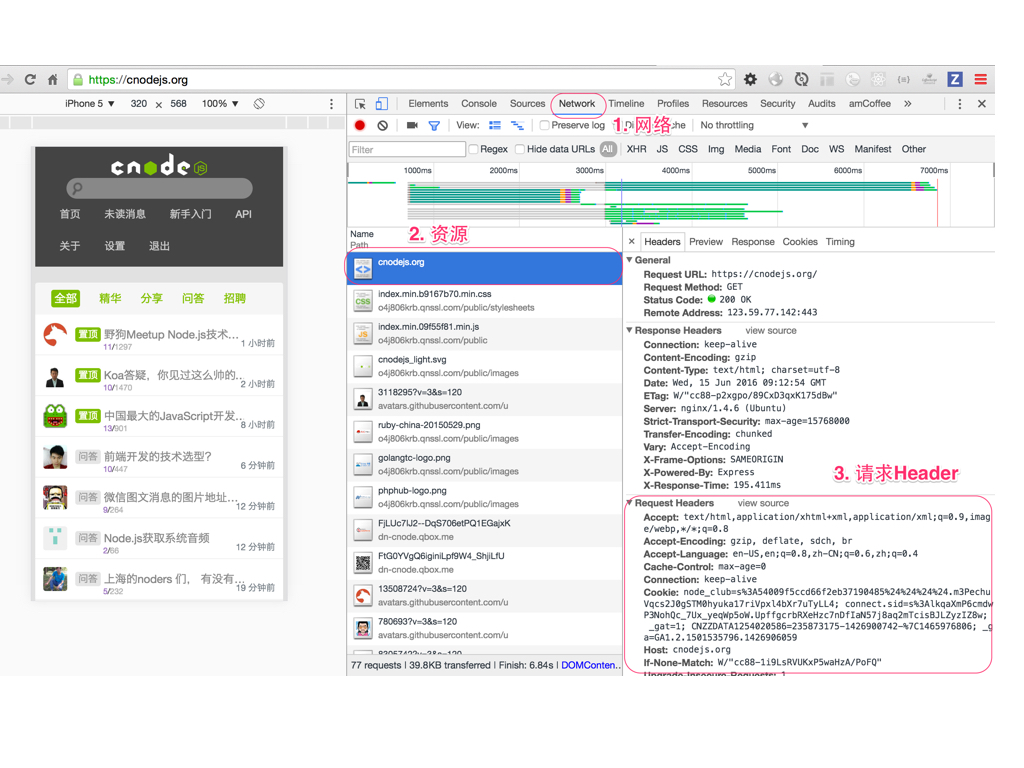 https://cnodejs.org
iPhone 5 ▼ 320 × 568 100% ▼
Elements Console Sources Network Timeline Profiles Resources Security Audits amCoffee »
View: Preserve log No throttling ▼
1. 网络
Filter Regex Hide data URLs All XHR JS CSS Img Media Font Doc WS Manifest Other
1000ms 2000ms 3000ms 4000ms 5000ms 6000ms 7000ms
cnode JS
首页 未读消息 新手入门 API
关于 设置 退出
全部 精华 分享 问答 招聘
置顶 野狗Meetup Node.js技术...
11/1297 1 小时前
置顶 Koa答疑，你见过这么帅的...
10/1470 2 小时前
置顶 中国最大的JavaScript开发...
13/901 8 小时前
问答 前端开发的技术选型?
10/447 6 分钟前
问答 微信图文消息的图片地址...
9/264 12 分钟前
问答 Node.js获取系统音频
2/66 12 分钟前
问答 上海的noders 们， 有没有...
5/232 19 分钟前
Name
Path
2. 资源
cnodejs.org
index.min.b9167b70.min.css
o4j806krb.qnssl.com/public/stylesheets
index.min.09f55f81.min.js
o4j806krb.qnssl.com/public
cnodejs_light.svg
o4j806krb.qnssl.com/public/images
3118295?v=3&s=120
avatars.githubusercontent.com/u
ruby-china-20150529.png
o4j806krb.qnssl.com/public/images
golangtc-logo.png
o4j806krb.qnssl.com/public/images
phphub-logo.png
o4j806krb.qnssl.com/public/images
FjLUc7IJ2--DqS706etPQ1EGajxK
dn-cnode.qbox.me
FtG0YVgQ6iginiLpf9W4_ShjiLfU
dn-cnode.qbox.me
13508724?v=3&s=120
avatars.githubusercontent.com/u
780693?v=3&s=120
avatars.githubusercontent.com/u
77 requests | 39.8KB transferred | Finish: 6.84s | DOMConten...
× Headers Preview Response Cookies Timing
General
Request URL: https://cnodejs.org/
Request Method: GET
Status Code: 200 OK
Remote Address: 123.59.77.142:443
Response Headers view source
Connection: keep-alive
Content-Encoding: gzip
Content-Type: text/html; charset=utf-8
Date: Wed, 15 Jun 2016 09:12:54 GMT
ETag: W/"cc88-p2xgpo/89CxD3qxK175dBw"
Server: nginx/1.4.6 (Ubuntu)
Strict-Transport-Security: max-age=15768000
Transfer-Encoding: chunked
Vary: Accept-Encoding
X-Frame-Options: SAMEORIGIN
X-Powered-By: Express
X-Response-Time: 195.411ms
3. 请求Header
Request Headers view source
Accept: text/html,application/xhtml+xml,application/xml;q=0.9,imag
e/webp,*/*;q=0.8
Accept-Encoding: gzip, deflate, sdch, br
Accept-Language: en-US,en;q=0.8,zh-CN;q=0.6,zh;q=0.4
Cache-Control: max-age=0
Connection: keep-alive
Cookie: node_club=s%3A54009f5ccd66f2eb37190485%24%24%24%24.m3Pechu
Vqcs2J0gSTM0hyuka17riVpxl4bXr7uTyLL4; connect.sid=s%3AlkqaXmP6cmdw
P3NohQc_7Ux_yeqWp5oW.UpffgcrbRXeHzc7nDfIaN57j8aq2mTcisBJLZyzIZ8w;
_gat=1; CNZZDATA1254020586=235873175-1426900742-%7C1465976806; _g
a=GA1.2.1501535796.1426906059
Host: cnodejs.org
If-None-Match: W/"cc88-1i9LsRVUKxP5waHzA/PoFQ"
Upgrade-Insecure-Requests: 1